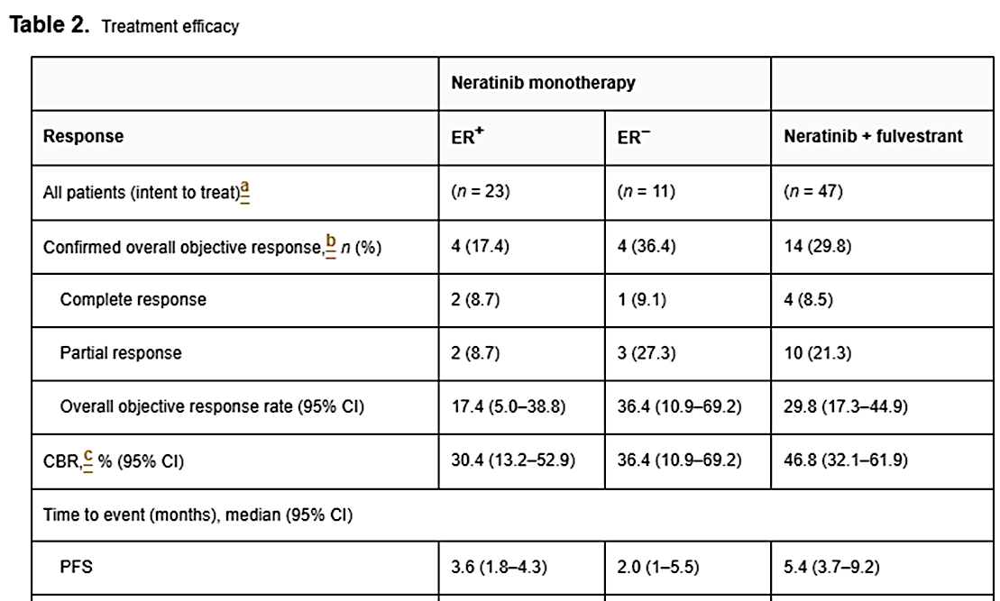 Table 2. Treatment efficacy
Neratinib monotherapy
Response ER⁺ ER⁻ Neratinib + fulvestrant
All patients (intent to treat)a (n = 23) (n = 11) (n = 47)
Confirmed overall objective response,b n (%) 4 (17.4) 4 (36.4) 14 (29.8)
Complete response 2 (8.7) 1 (9.1) 4 (8.5)
Partial response 2 (8.7) 3 (27.3) 10 (21.3)
Overall objective response rate (95% CI) 17.4 (5.0–38.8) 36.4 (10.9–69.2) 29.8 (17.3–44.9)
CBR,c % (95% CI) 30.4 (13.2–52.9) 36.4 (10.9–69.2) 46.8 (32.1–61.9)
Time to event (months), median (95% CI)
PFS 3.6 (1.8–4.3) 2.0 (1–5.5) 5.4 (3.7–9.2)